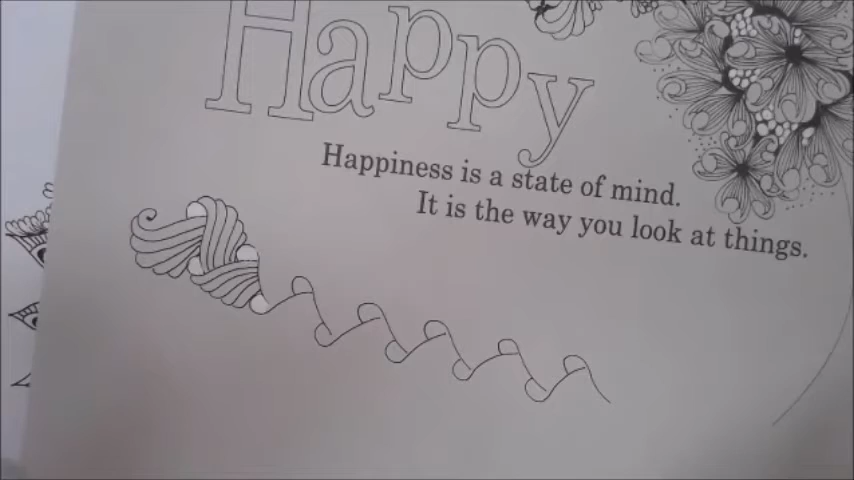 Happy
Happiness is a state of mind.
It is the way you look at things.